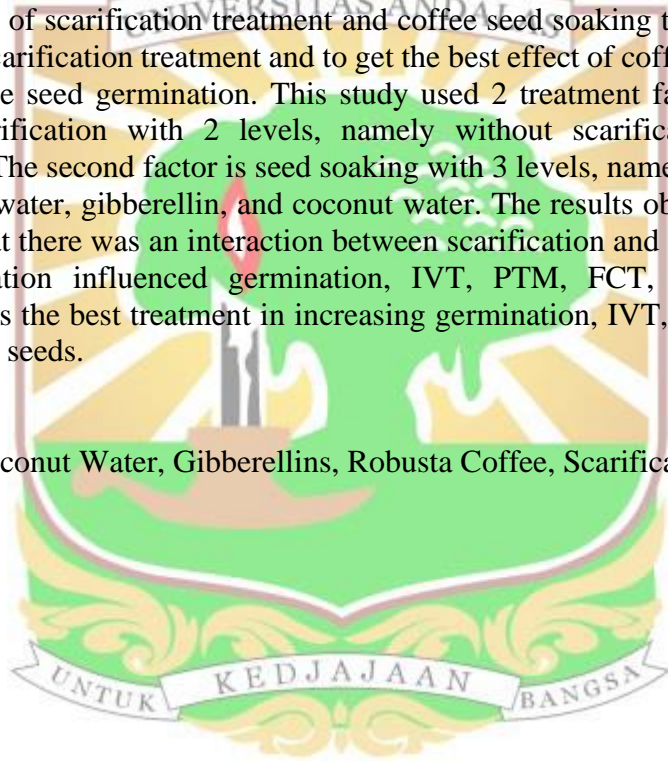 UNIVERSITAS ANDALAS
of scarification treatment and coffee seed soaking t
carification treatment and to get the best effect of coff
e seed germination. This study used 2 treatment fa
rification with 2 levels, namely without scarifica
The second factor is seed soaking with 3 levels, name
water, gibberellin, and coconut water. The results ob
at there was an interaction between scarification and
ation influenced germination, IVT, PTM, FCT,
s the best treatment in increasing germination, IVT,
seeds.
oconut Water, Gibberellins, Robusta Coffee, Scarifica
UNTUK KEDJAJAAN BANGSA